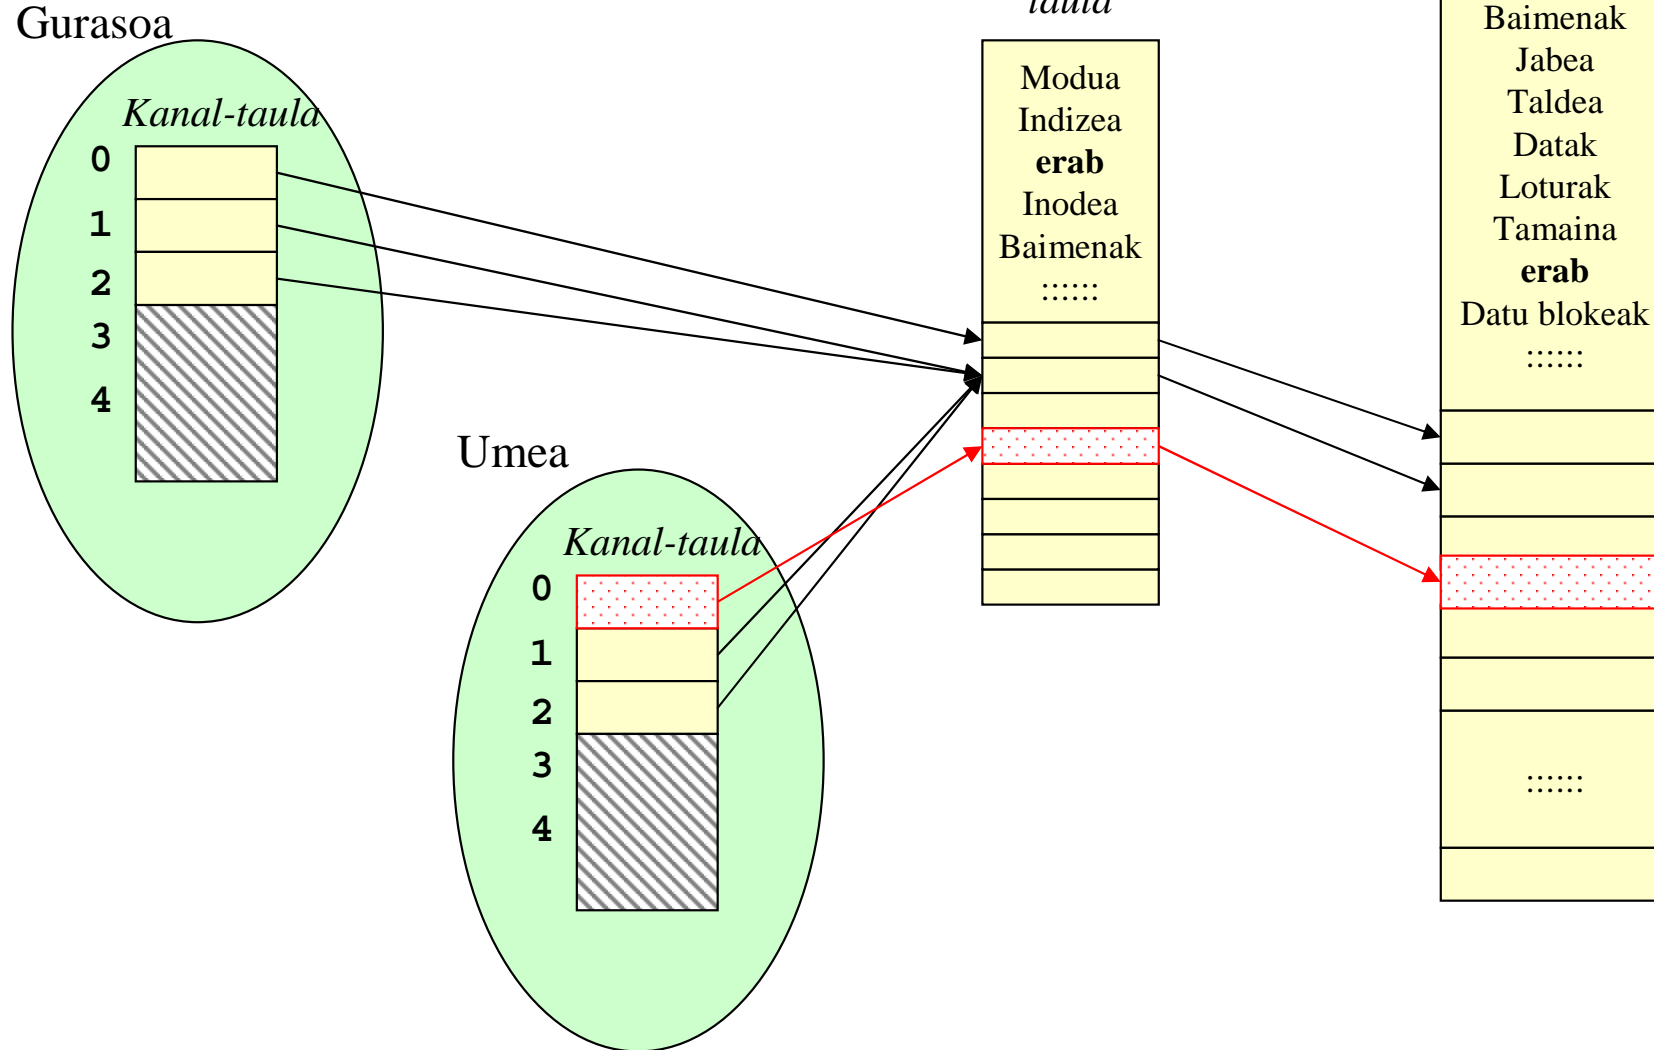 Gurasoa
Kanal-taula
0
1
2
3
4
Umea
Kanal-taula
0
1
2
3
4
taula
Modua
Indizea
erab
Inodea
Baimenak
::::::
Baimenak
Jabea
Taldea
Datak
Loturak
Tamaina
erab
Datu blokeak
::::::
::::::